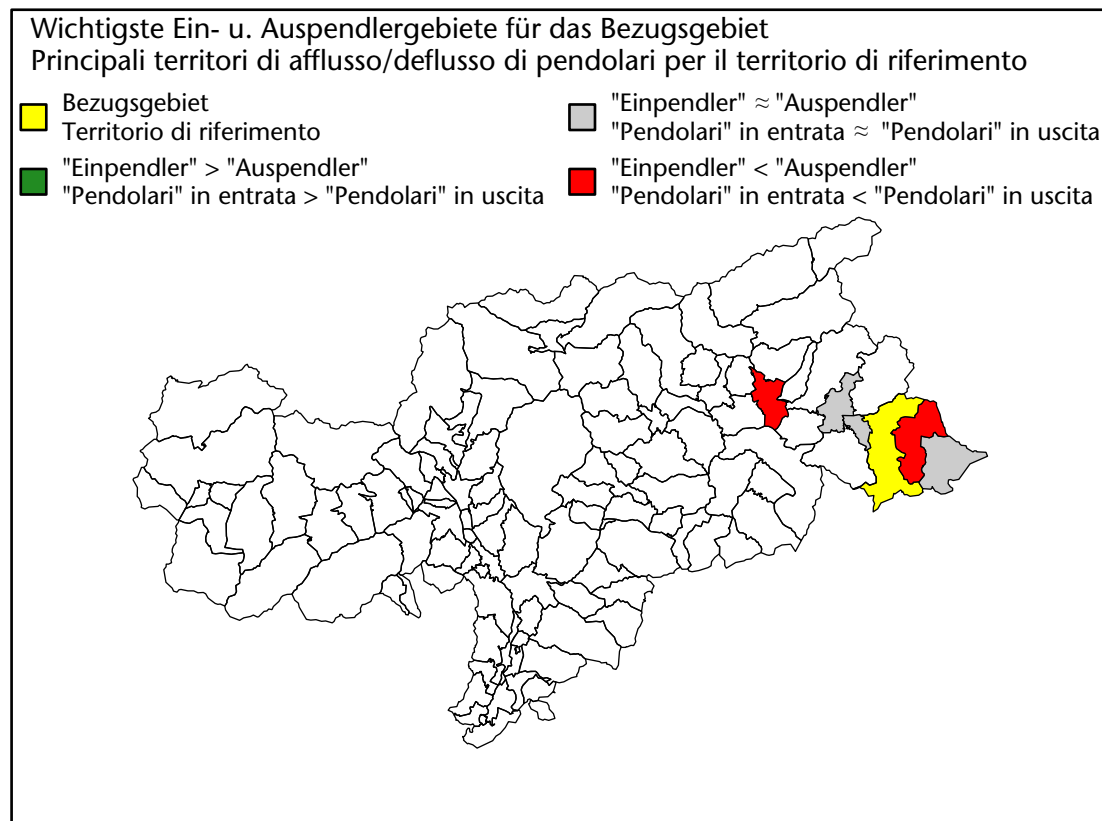 Wichtigste Ein- u. Auspendlergebiete für das Bezugsgebiet
Principali territori di afflusso/deflusso di pendolari per il territorio di riferimento
Bezugsgebiet
Territorio di riferimento
"Einpendler" > "Auspendler"
"Pendolari" in entrata > "Pendolari" in uscita
"Einpendler" ≈ "Auspendler"
"Pendolari" in entrata ≈ "Pendolari" in uscita
"Einpendler" < "Auspendler"
"Pendolari" in entrata < "Pendolari" in uscita